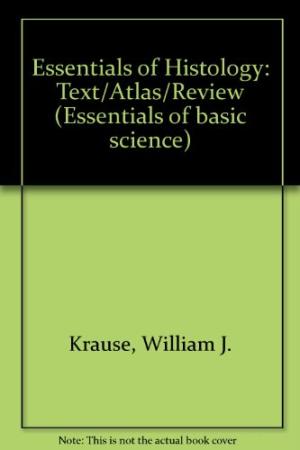 Essentials of Histology:
Text/Atlas/Review
(Essentials of basic
science)
Krause, William J.
Note: This is not the actual book cover